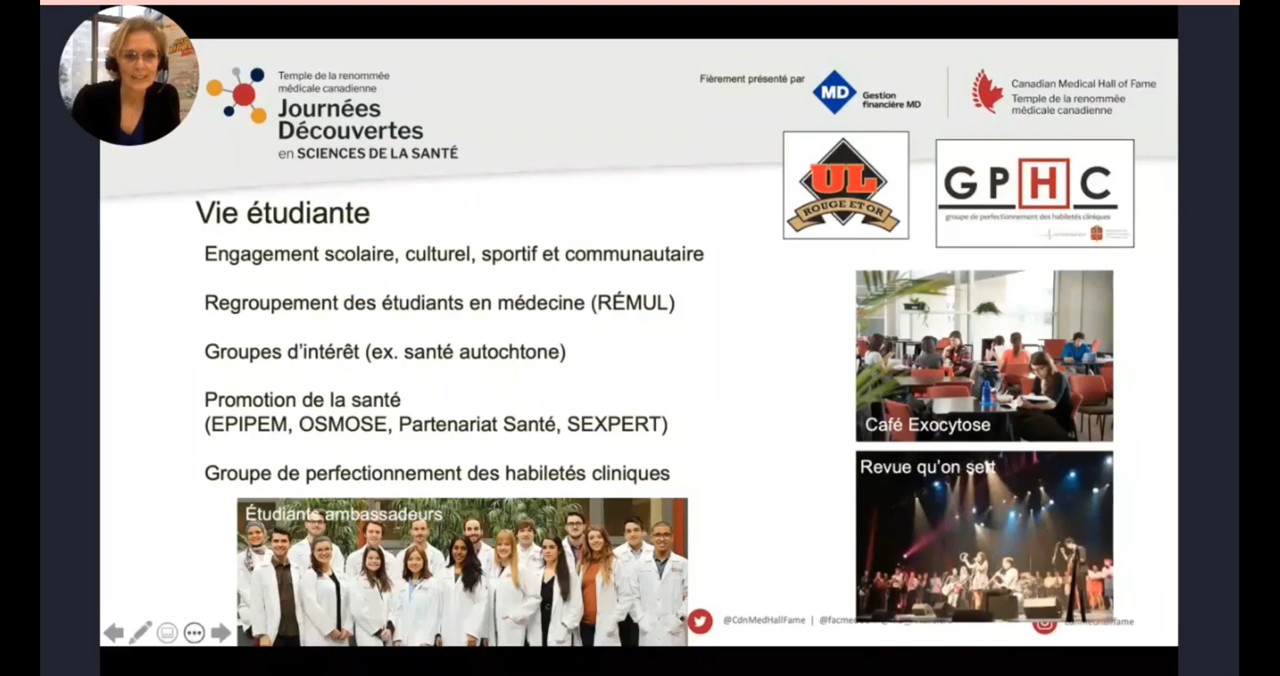 Temple de la renommée
médicale canadienne
Journées
Découvertes
en SCIENCES DE LA SANTÉ
Fièrement présenté par
MD
Gestion
financière MD
Canadian Medical Hall of Fame
Temple de la renommée
médicale canadienne
UL
ROUGE ET OR
GPHC
groupe de perfectionnement des habiletés cliniques
Vie étudiante
Engagement scolaire, culturel, sportif et communautaire
Regroupement des étudiants en médecine (RÉMUL)
Groupes d'intérêt (ex. santé autochtone)
Promotion de la santé
(EPIPEM, OSMOSE, Partenariat Santé, SEXPERT)
Groupe de perfectionnement des habiletés cliniques
Café Exocytose
Revue qu'on sert
Étudiants ambassadeurs
@CdnMedHallFame |